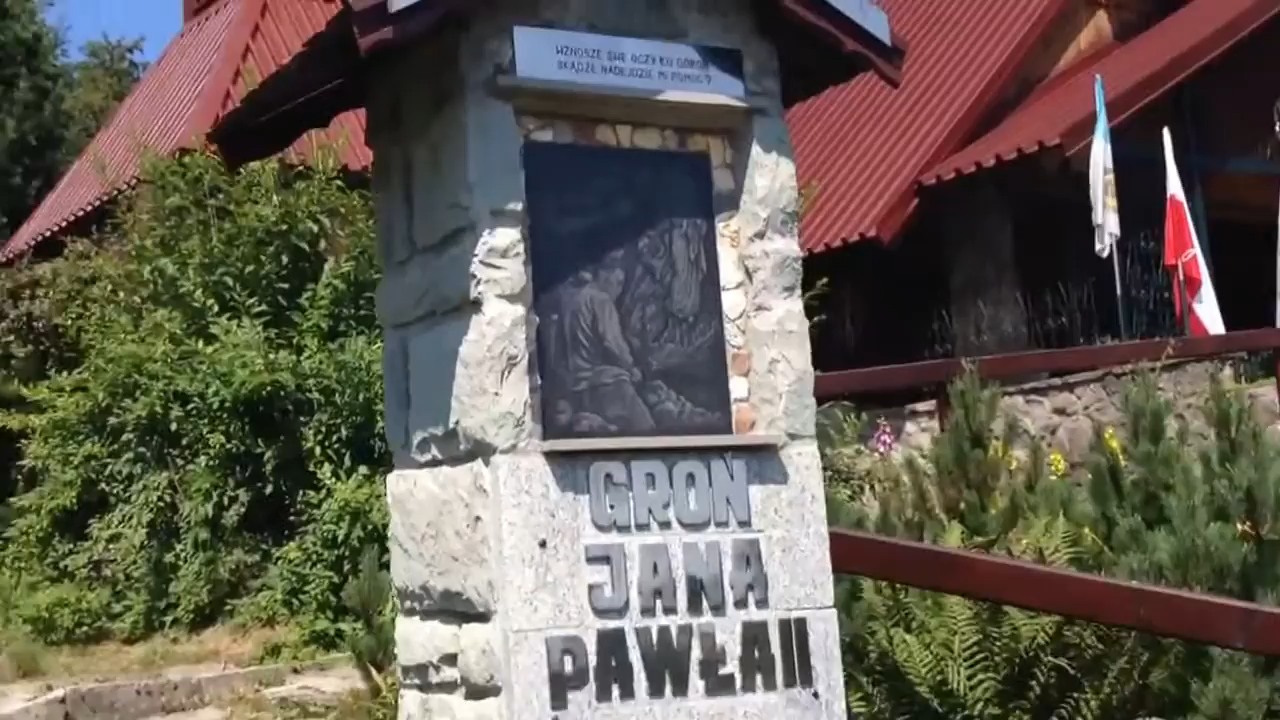 WZNOSZĘ SWE OCZY KU GÓROM
SKĄDŻE NADEJDZIE MI POMOC?
GROŃ
JANA
PAWŁA II